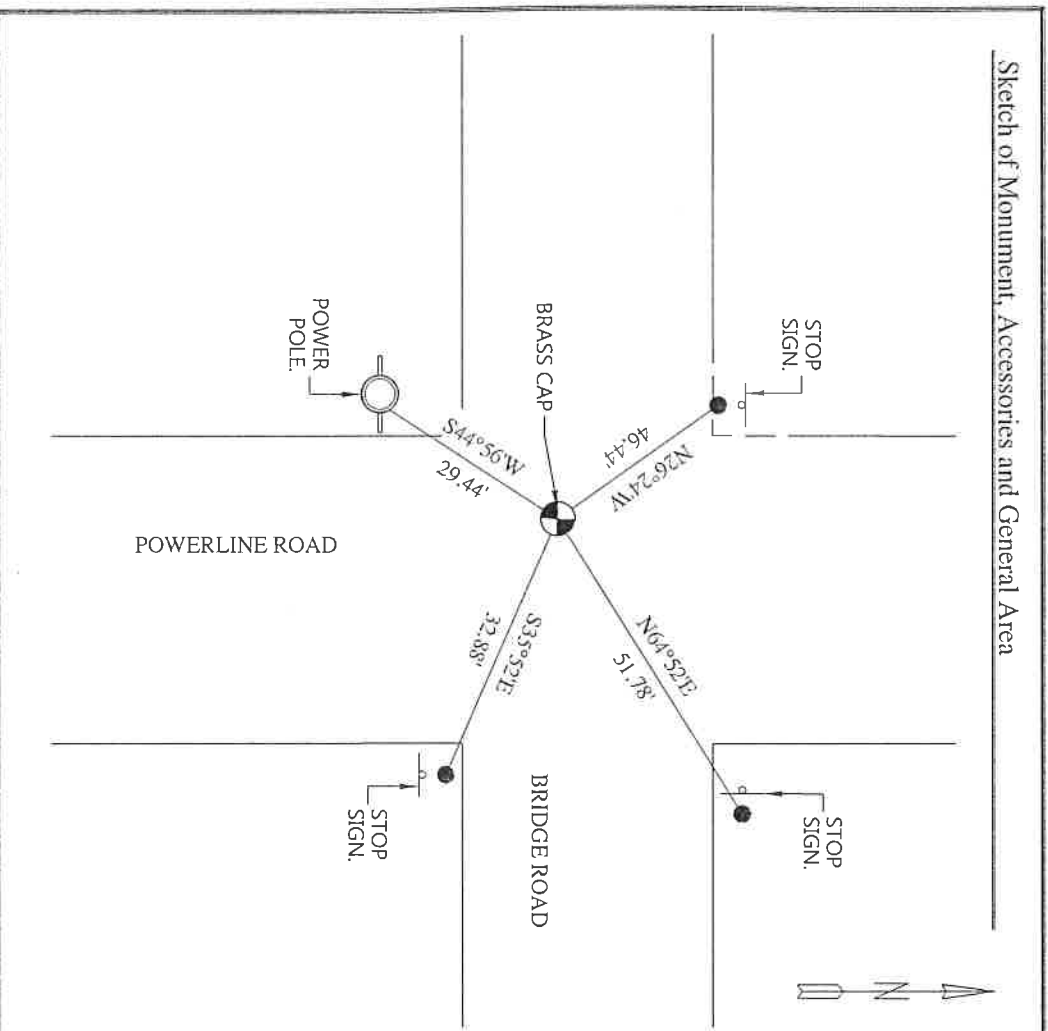 Sketch of Monument, Accessories and General Area
STOP
SIGN.
STOP
SIGN.
N26°24'W
46.44'
N64°52'E
51.78'
BRASS CAP
S44°56'W
29.44'
S35°52'E
32.88'
POWER
POLE.
POWERLINE ROAD
BRIDGE ROAD
STOP
SIGN.
N